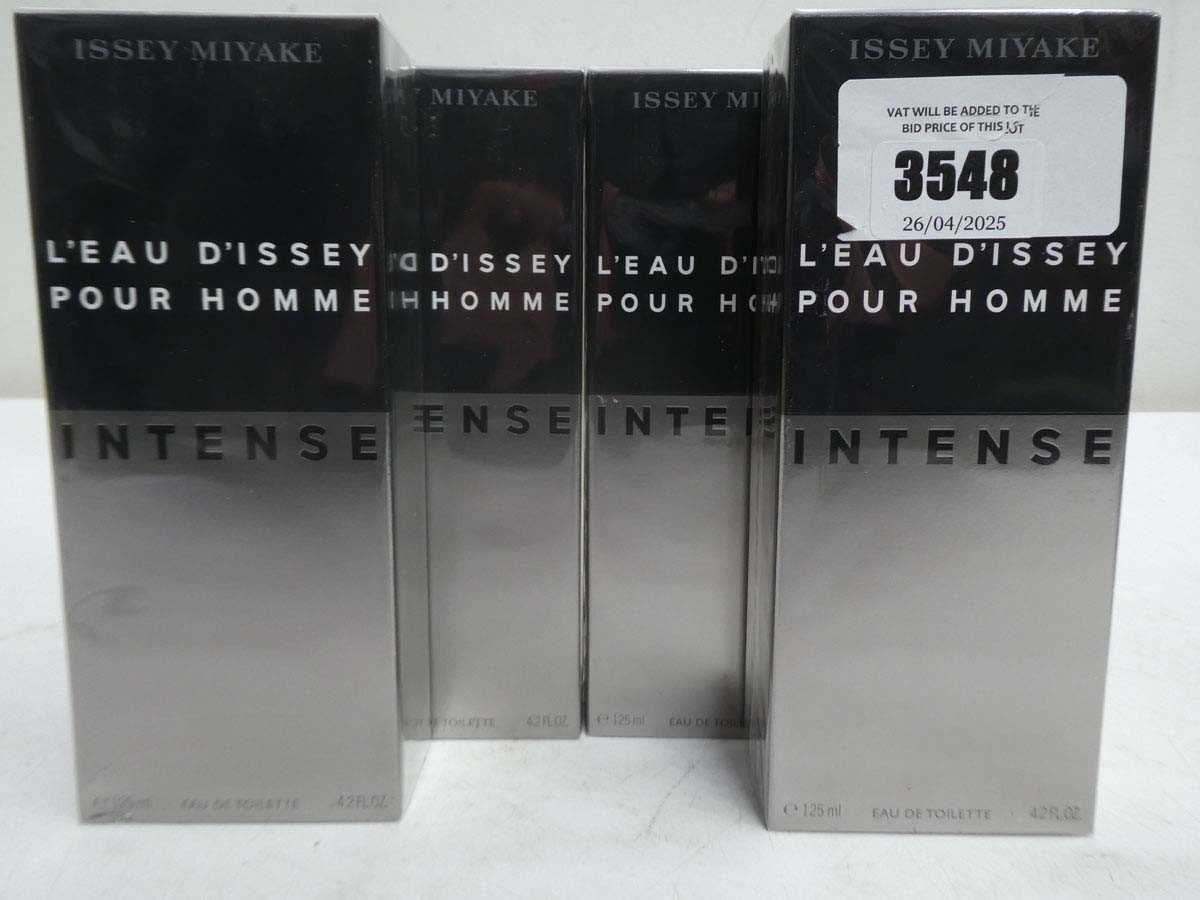 ISSEY MIYAKE
L'EAU D'ISSEY
POUR HOMME
INTENSE
EAU DE TOILETTE 4.2 FL.OZ.
MIYAKE
D'ISSEY
HOMME
ENSE
DE TOILETTE 4.2 FL.OZ.
ISSEY MI
L'EAU D'I
POUR HO
INTE
℮ 125 ml EAU DE TOIL
ISSEY MIYAKE
VAT WILL BE ADDED TO THE
BID PRICE OF THIS LOT
3548
26/04/2025
L'EAU D'ISSEY
POUR HOMME
INTENSE
℮ 125 ml EAU DE TOILETTE 4.2 FL.OZ.